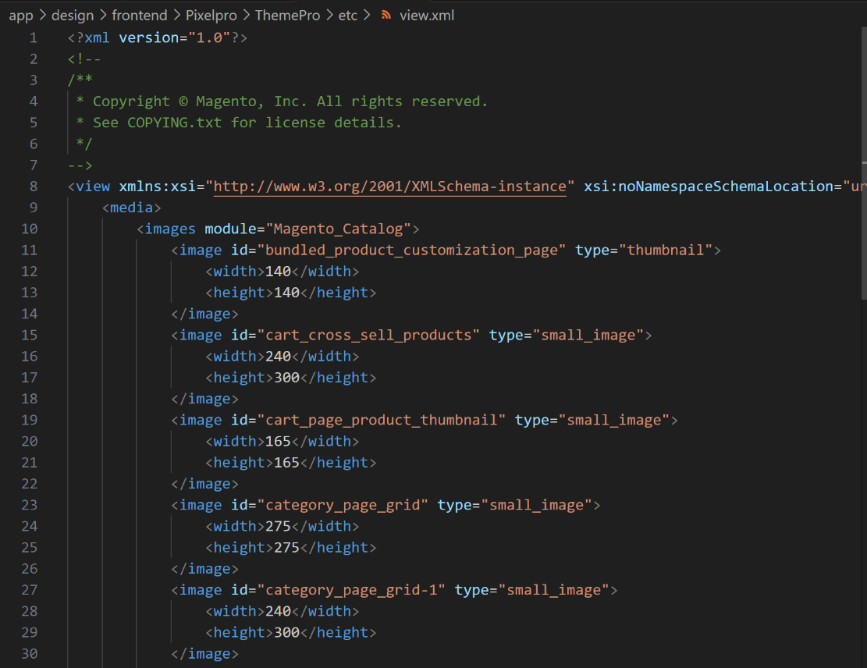 app > design > frontend > Pixelpro > ThemePro > etc > view.xml
1 <?xml version="1.0"?>
2 <!--
3 /**
4 * Copyright © Magento, Inc. All rights reserved.
5 * See COPYING.txt for license details.
6 */
7 -->
8 <view xmlns:xsi="http://www.w3.org/2001/XMLSchema-instance" xsi:noNamespaceSchemaLocation="ur
9 <media>
10 <images module="Magento_Catalog">
11 <image id="bundled_product_customization_page" type="thumbnail">
12 <width>140</width>
13 <height>140</height>
14 </image>
15 <image id="cart_cross_sell_products" type="small_image">
16 <width>240</width>
17 <height>300</height>
18 </image>
19 <image id="cart_page_product_thumbnail" type="small_image">
20 <width>165</width>
21 <height>165</height>
22 </image>
23 <image id="category_page_grid" type="small_image">
24 <width>275</width>
25 <height>275</height>
26 </image>
27 <image id="category_page_grid-1" type="small_image">
28 <width>240</width>
29 <height>300</height>
30 </image>